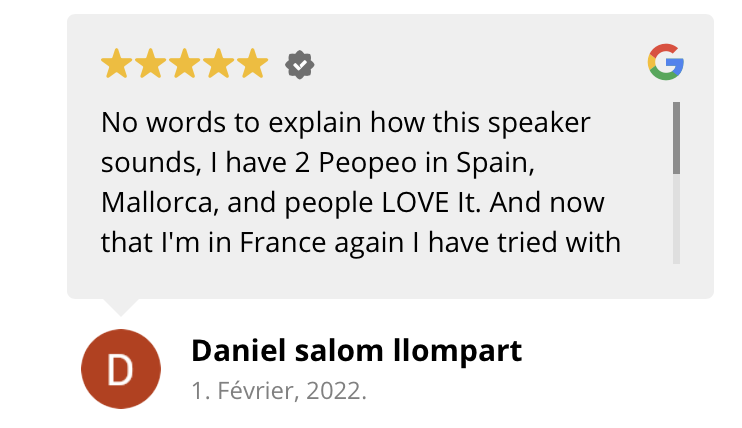 No words to explain how this speaker
sounds, I have 2 Peopeo in Spain,
Mallorca, and people LOVE It. And now
that I'm in France again I have tried with
D
Daniel salom llompart
1. Février, 2022.